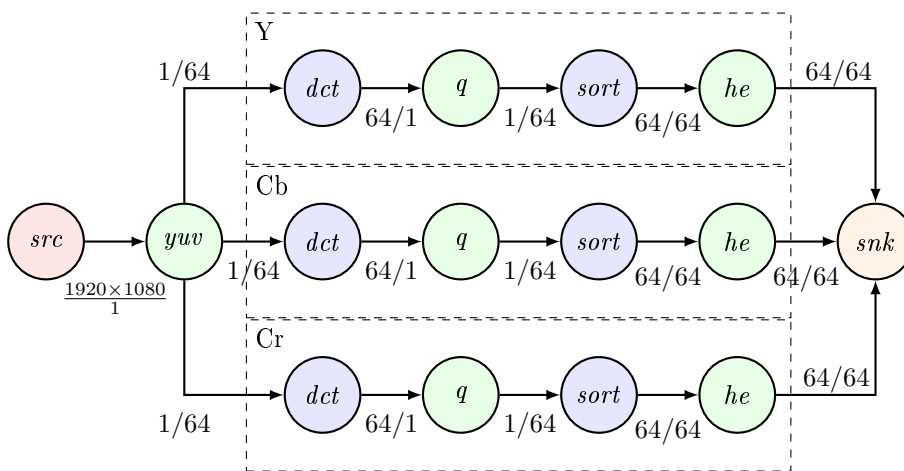 Y
1/64
dct
64/1
q
1/64
sort
64/64
he
64/64
Cb
src
1920×1080
1
yuv
1/64
dct
64/1
q
1/64
sort
64/64
he
64/64
snk
Cr
1/64
dct
64/1
q
1/64
sort
64/64
he
64/64